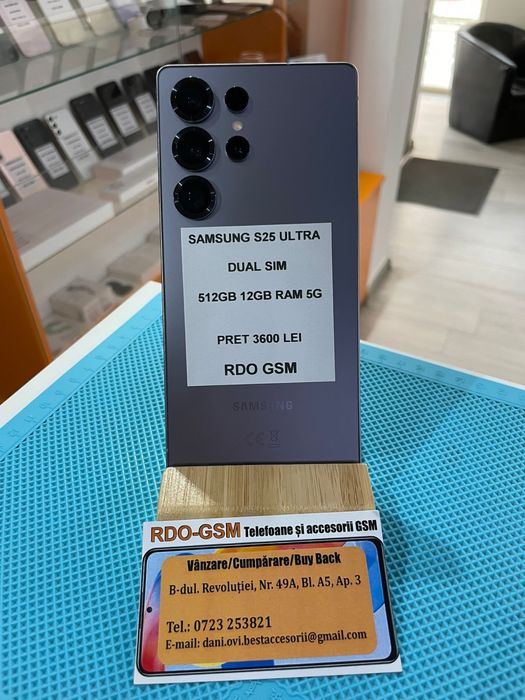 SAMSUNG S25 ULTRA
DUAL SIM
512GB 12GB RAM 5G
PRET 3600 LEI
RDO GSM
SAMSUNG
CE
RDO-GSM Telefoane și accesorii GSM
Vânzare/Cumpărare/Buy Back
B-dul. Revoluției, Nr. 49A, Bl. A5, Ap. 3
Tel.: 0723 253821
E-mail: dani.ovi.bestaccesorii@gmail.com